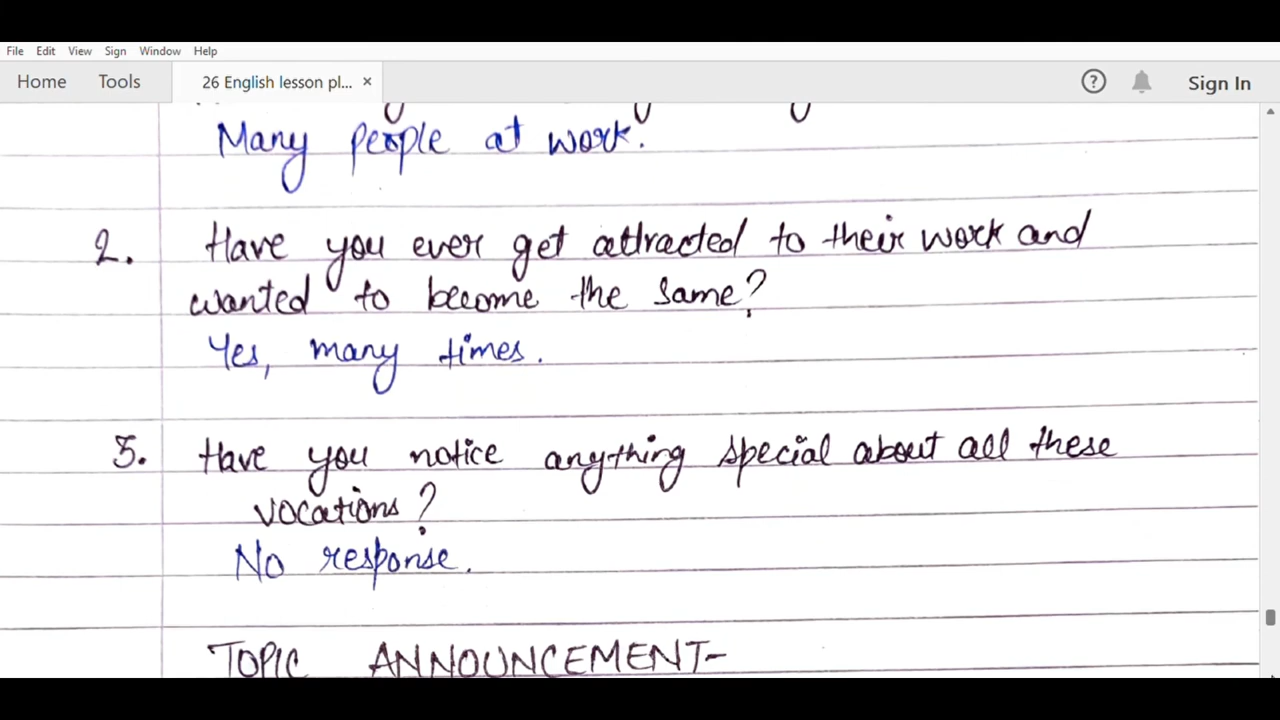 File Edit View Sign Window Help
Home Tools 26 English lesson pl... × Sign In
Many people at work.
2. Have you ever get attracted to their work and
wanted to become the same?
Yes, many times.
3. Have you notice anything special about all these
vocations?
No response.
TOPIC ANNOUNCEMENT-